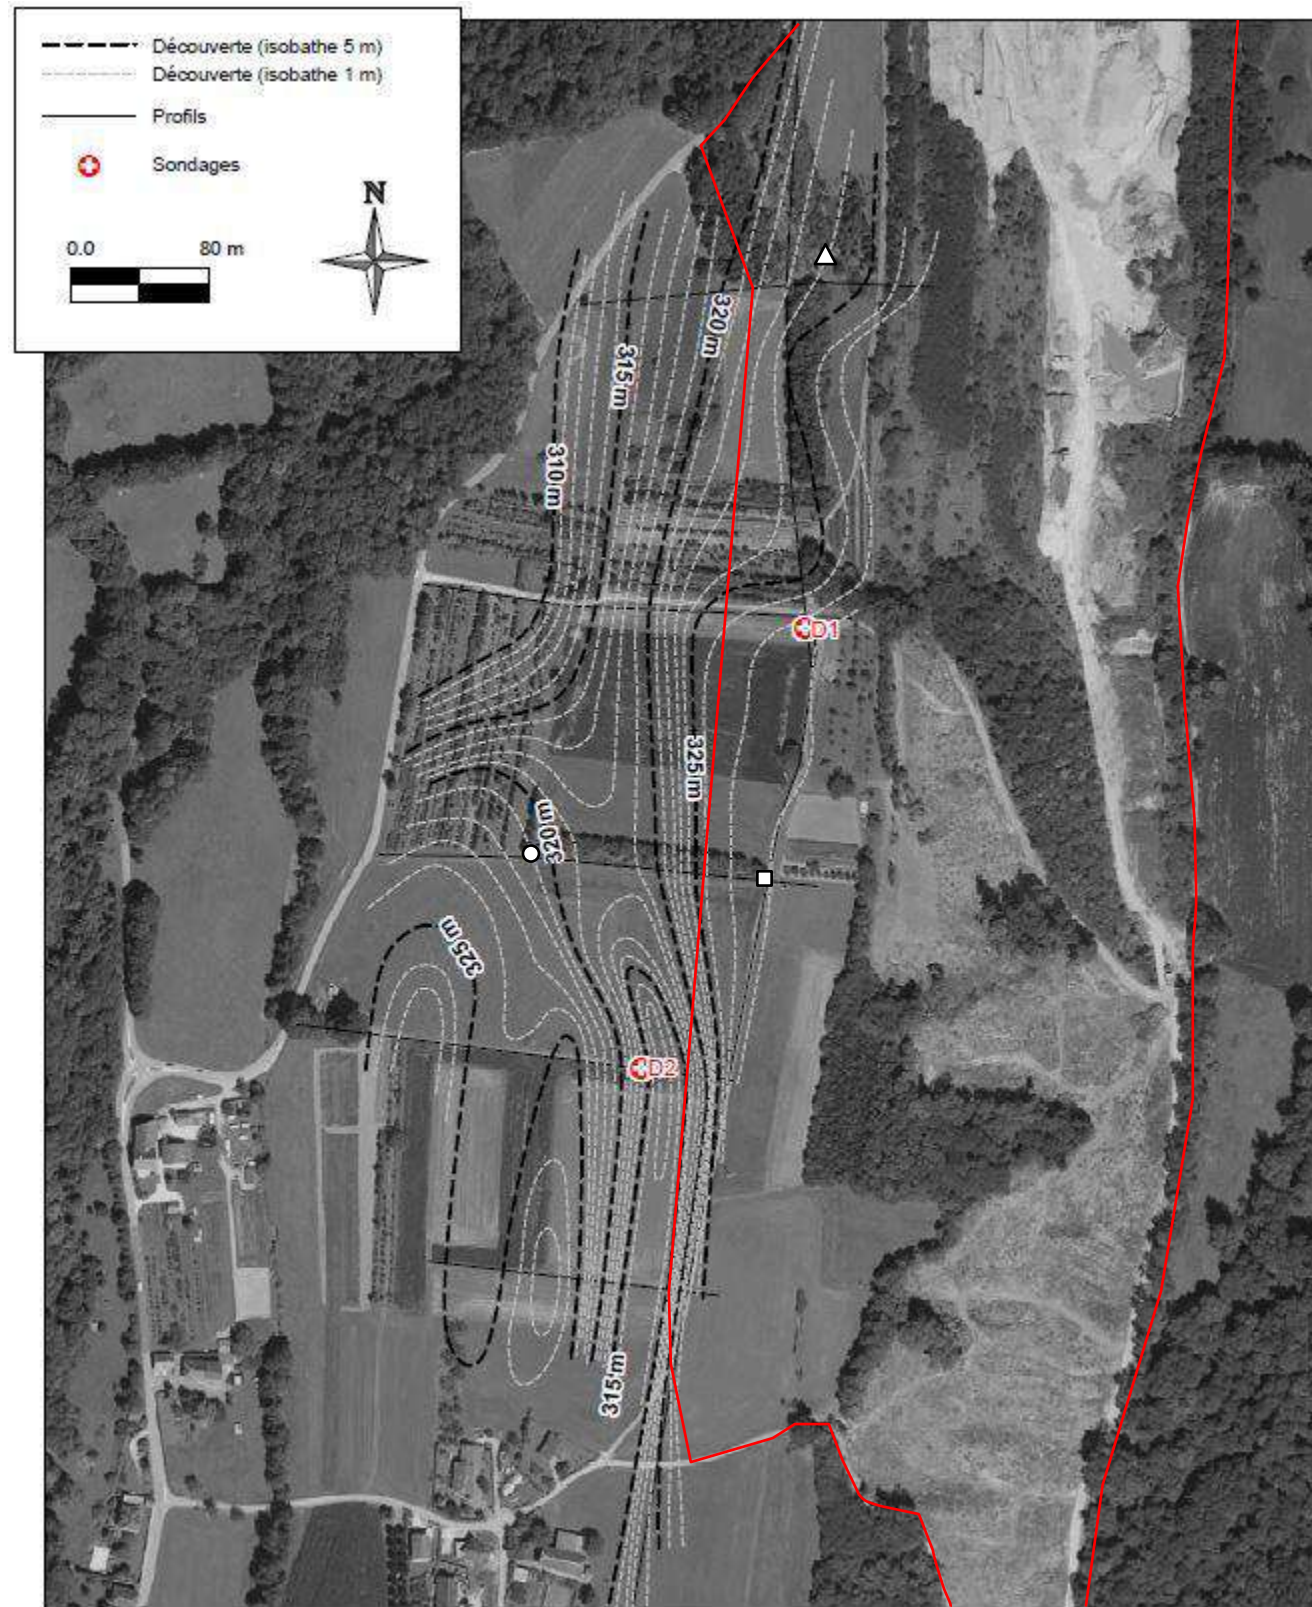 Découverte (isobathe 5 m)
Découverte (isobathe 1 m)
Profils
Sondages
N
0.0 80 m
320 m
315 m
310 m
D1
325 m
320 m
325 m
D2
315 m